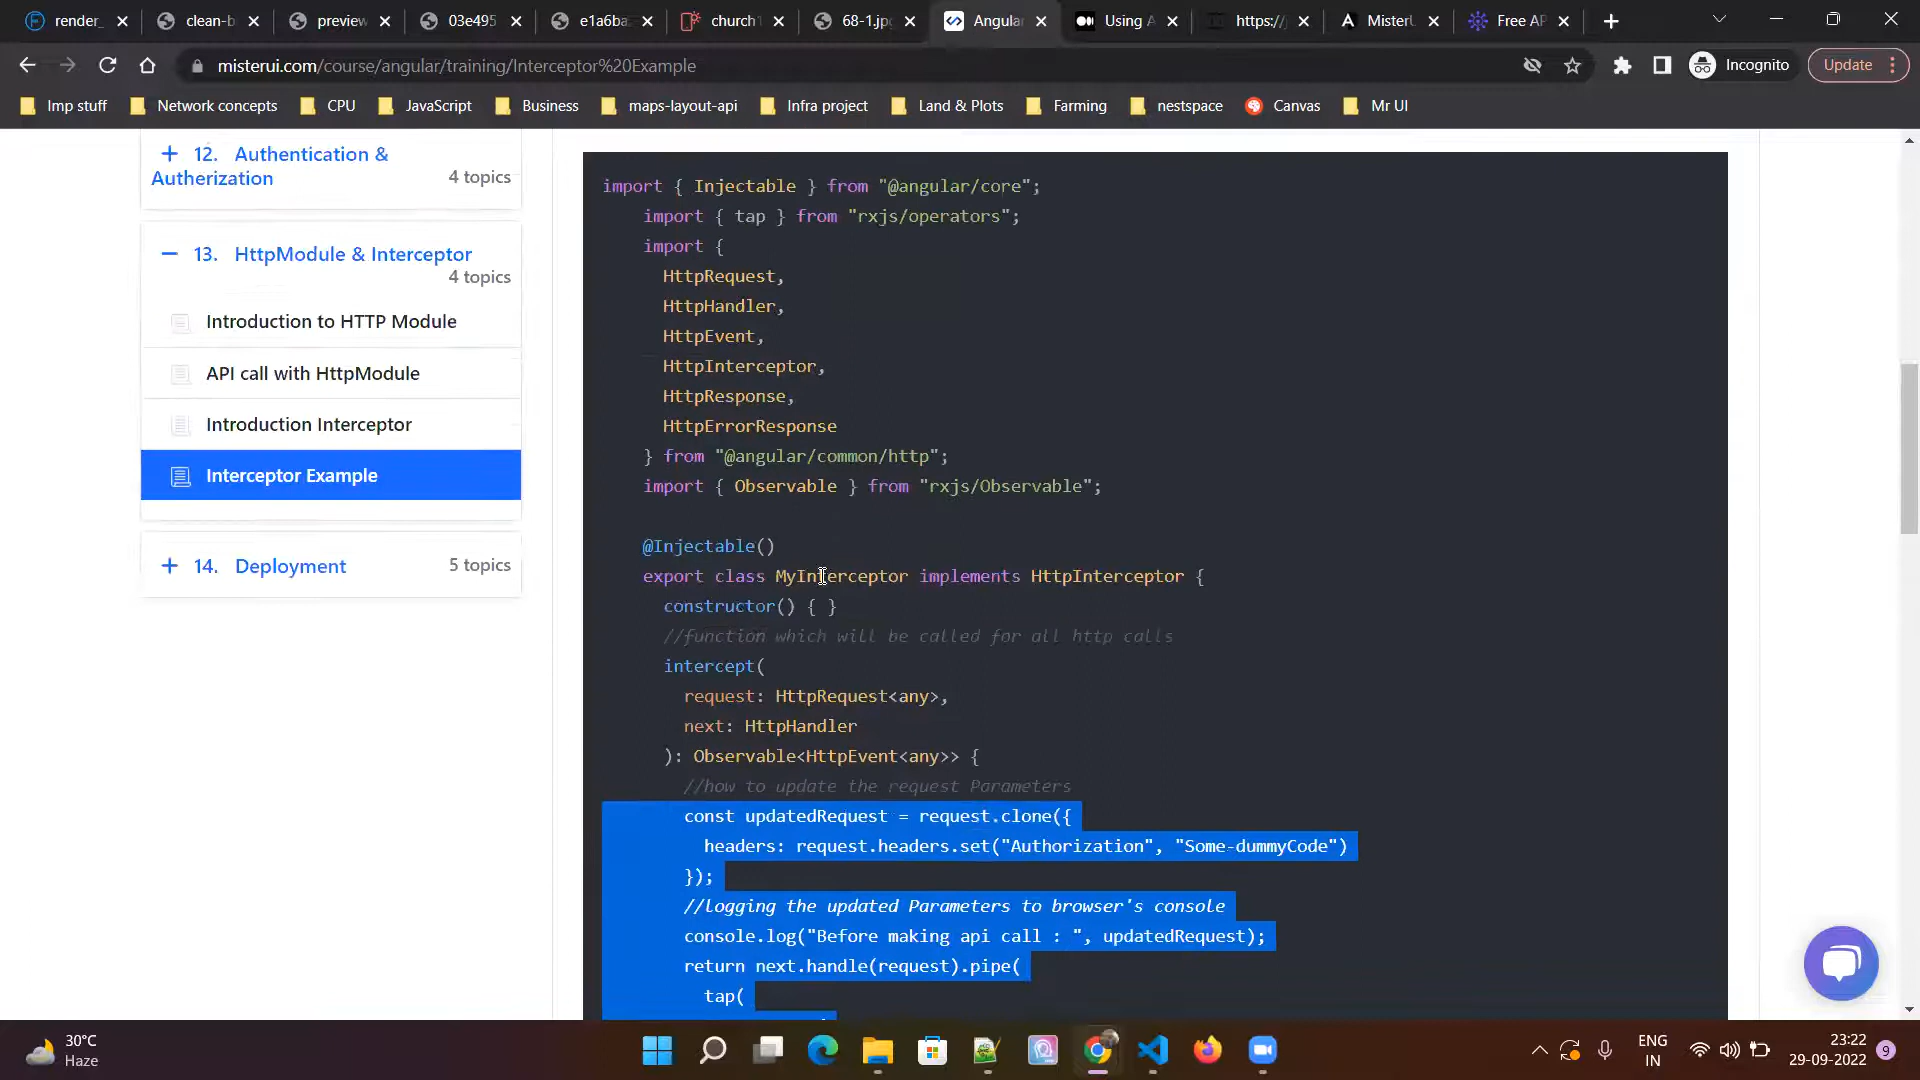 render_
clean-b
preview
03e495
e1a6ba
church
68-1.jpg
Angular
Using A
https://
MisterU
Free AP
misterui.com/course/angular/training/Interceptor%20Example
Incognito
Update
Imp stuff
Network concepts
CPU
JavaScript
Business
maps-layout-api
Infra project
Land & Plots
Farming
nestspace
Canvas
Mr UI
12. Authentication &
Autherization
4 topics
13. HttpModule & Interceptor
4 topics
Introduction to HTTP Module
API call with HttpModule
Introduction Interceptor
Interceptor Example
14. Deployment
5 topics
import { Injectable } from "@angular/core";
import { tap } from "rxjs/operators";
import {
HttpRequest,
HttpHandler,
HttpEvent,
HttpInterceptor,
HttpResponse,
HttpErrorResponse
} from "@angular/common/http";
import { Observable } from "rxjs/Observable";
@Injectable()
export class MyInterceptor implements HttpInterceptor {
constructor() { }
//function which will be called for all http calls
intercept(
request: HttpRequest<any>,
next: HttpHandler
): Observable<HttpEvent<any>> {
//how to update the request Parameters
const updatedRequest = request.clone({
headers: request.headers.set("Authorization", "Some-dummyCode")
});
//logging the updated Parameters to browser's console
console.log("Before making api call : ", updatedRequest);
return next.handle(request).pipe(
tap(
30°C
Haze
ENG
IN
23:22
29-09-2022
9